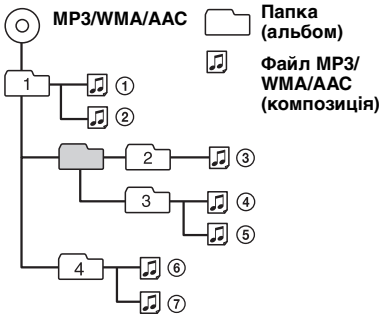 MP3/WMA/AAC
Папка
(альбом)
Файл MP3/
WMA/AAC
(композиція)
1
①
②
2
③
3
④
⑤
4
⑥
⑦